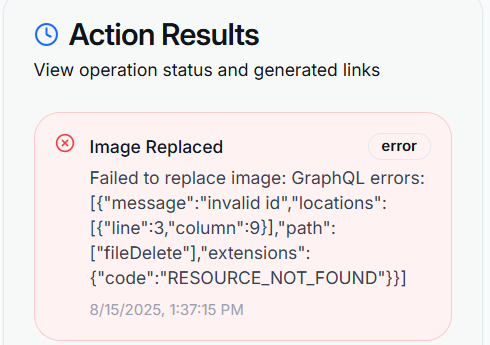 Action Results
View operation status and generated links
Image Replaced
error
Failed to replace image: GraphQL errors:
[{"message":"invalid id","locations":
[{"line":3,"column":9}],"path":
["fileDelete"],"extensions":
{"code":"RESOURCE_NOT_FOUND"}}]
8/15/2025, 1:37:15 PM